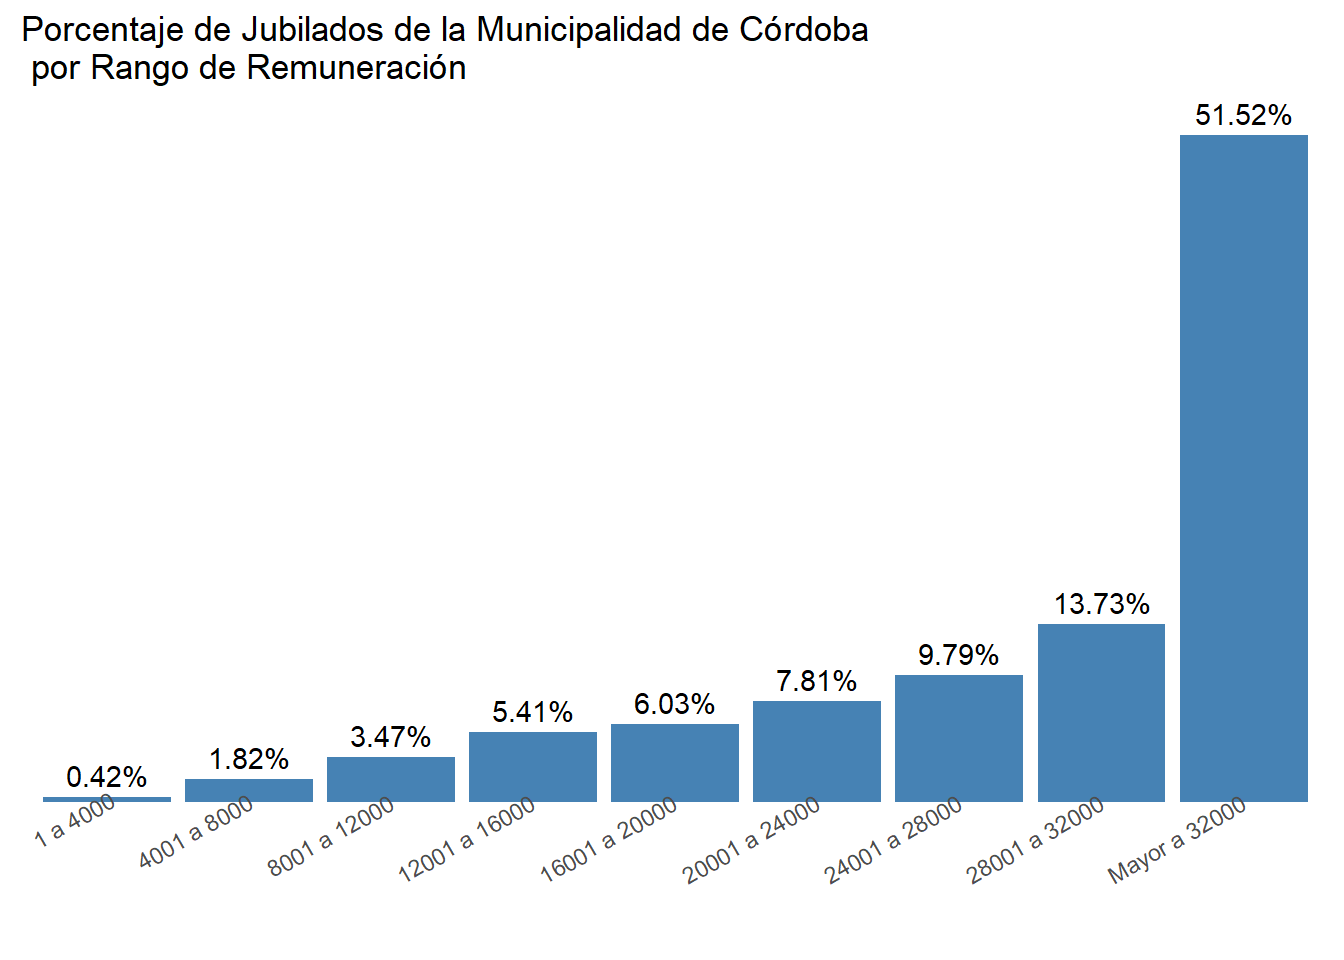 Porcentaje de Jubilados de la Municipalidad de Córdoba
por Rango de Remuneración
51.52%
13.73%
9.79%
7.81%
6.03%
5.41%
3.47%
1.82%
0.42%
1 a 4000
4001 a 8000
8001 a 12000
12001 a 16000
16001 a 20000
20001 a 24000
24001 a 28000
28001 a 32000
Mayor a 32000